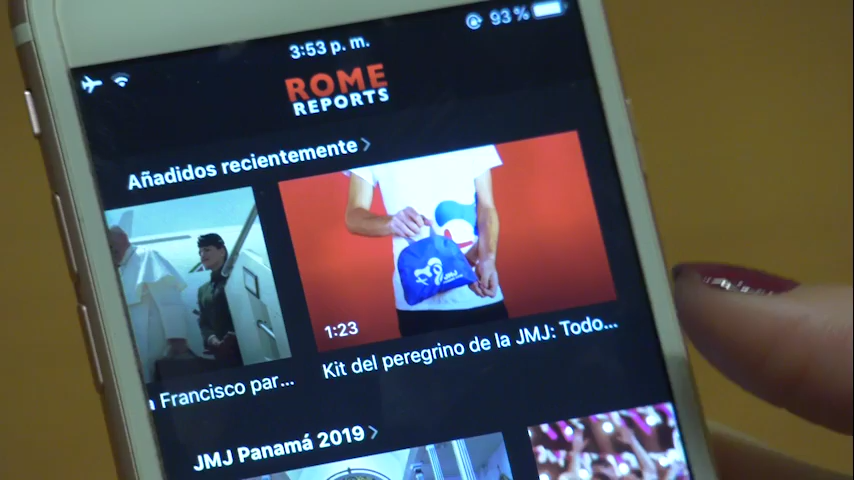 93%
3:53 p. m.
ROME
REPORTS
Añadidos recientemente
JMJ
1:23
Kit del peregrino de la JMJ: Todo...
Francisco par...
JMJ Panamá 2019